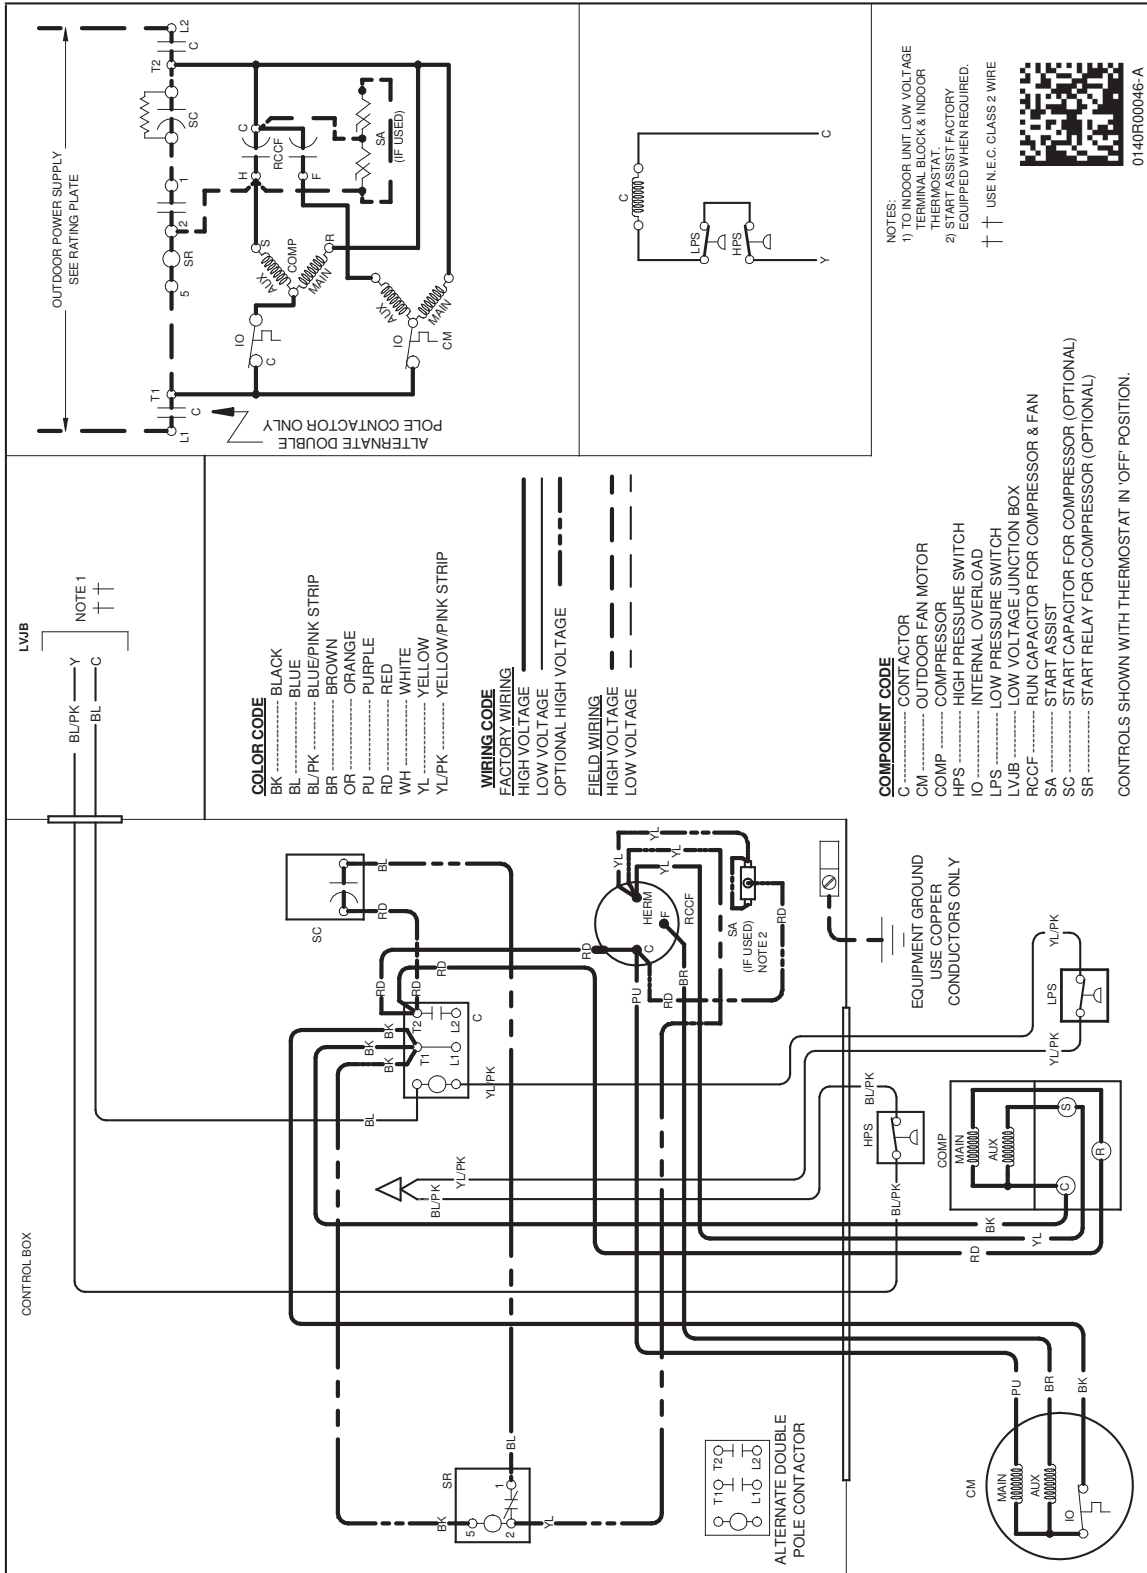 CONTROL BOX
LVJB
BL/PK
Y
BL
C
NOTE 1
SC
RD
BL
RD
RD
RD
RD
BK
BK
BK
T2
T1
L2
L1
C
BL
YL/PK
BL/PK
YL/PK
RD
PU
BR
RD
C
HERM
F
RCCF
YL
YL
YL
YL
SA
(IF USED)
NOTE 2
RD
SR
BK
5
2
1
BL
YL
ALTERNATE DOUBLE
POLE CONTACTOR
T1
T2
L1
L2
EQUIPMENT GROUND
USE COPPER
CONDUCTORS ONLY
YL/PK
LPS
YL/PK
BL/PK
HPS
BL/PK
COMP
MAIN
AUX
S
C
R
BK
YL
RD
PU
BR
BK
CM
MAIN
AUX
IO
COLOR CODE
BK ---------- BLACK
BL ---------- BLUE
BL/PK ------ BLUE/PINK STRIP
BR ---------- BROWN
OR ---------- ORANGE
PU ---------- PURPLE
RD ---------- RED
WH ---------- WHITE
YL ---------- YELLOW
YL/PK ------ YELLOW/PINK STRIP
WIRING CODE
FACTORY WIRING
HIGH VOLTAGE
LOW VOLTAGE
OPTIONAL HIGH VOLTAGE
FIELD WIRING
HIGH VOLTAGE
LOW VOLTAGE
COMPONENT CODE
C ---------- CONTACTOR
CM ---------- OUTDOOR FAN MOTOR
COMP ------ COMPRESSOR
HPS -------- HIGH PRESSURE SWITCH
IO ---------- INTERNAL OVERLOAD
LPS -------- LOW PRESSURE SWITCH
LVJB ------- LOW VOLTAGE JUNCTION BOX
RCCF ------ RUN CAPACITOR FOR COMPRESSOR & FAN
SA ---------- START ASSIST
SC ---------- START CAPACITOR FOR COMPRESSOR (OPTIONAL)
SR ---------- START RELAY FOR COMPRESSOR (OPTIONAL)
CONTROLS SHOWN WITH THERMOSTAT IN 'OFF' POSITION.
OUTDOOR POWER SUPPLY
SEE RATING PLATE
L1
C
T1
5
SR
2
1
SC
T2
C
L2
ALTERNATE DOUBLE
POLE CONTACTOR ONLY
IO
C
AUX
S
COMP
MAIN
R
H
C
RCCF
F
SA
(IF USED)
IO
CM
AUX
MAIN
C
LPS
HPS
Y
C
NOTES:
1) TO INDOOR UNIT LOW VOLTAGE
TERMINAL BLOCK & INDOOR
THERMOSTAT.
2) START ASSIST FACTORY
EQUIPPED WHEN REQUIRED.
†† USE N.E.C. CLASS 2 WIRE
0140R00046-A